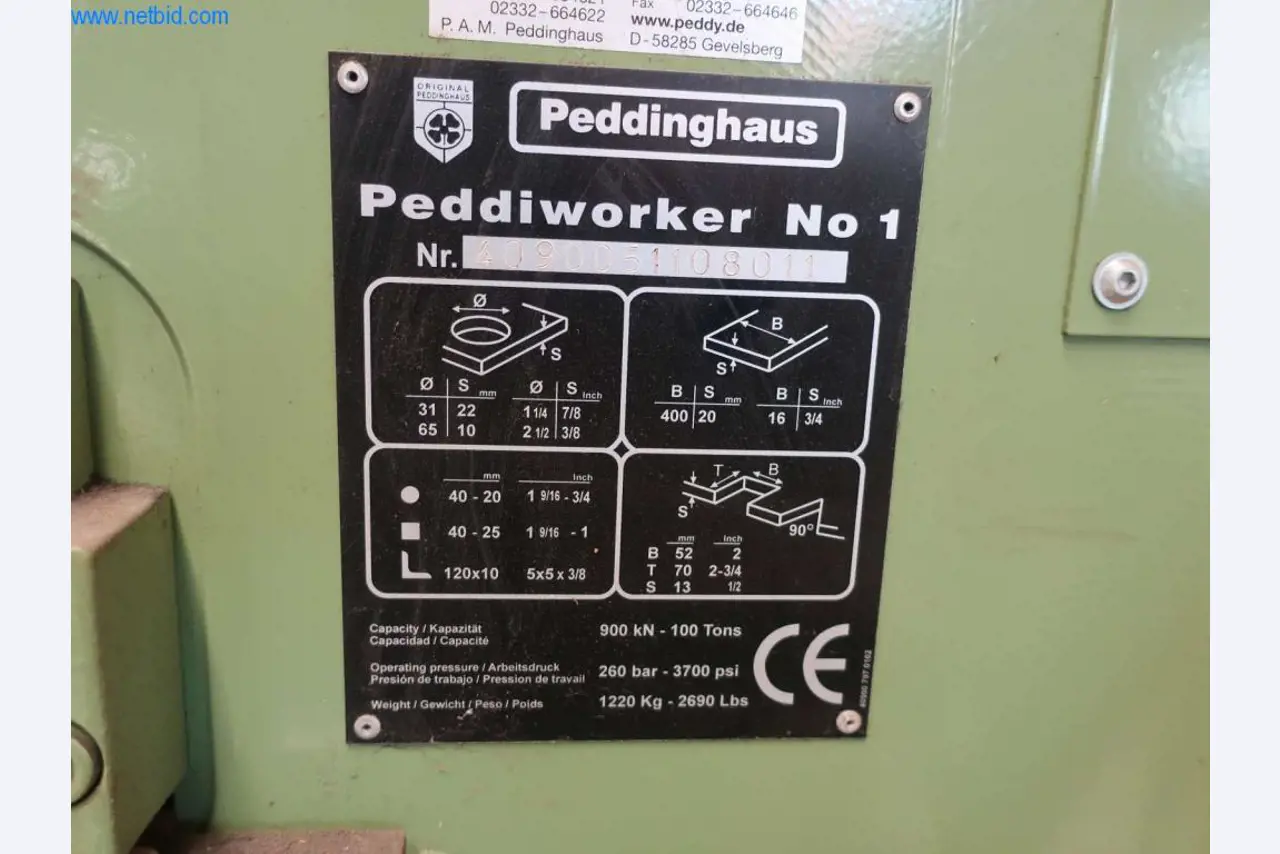 www.netbid.com
02332-664622
Fax 02332-664646
www.peddy.de
P. A. M. Peddinghaus
D-58285 Gevelsberg
ORIGINAL
PEDDINGHAUS
Peddinghaus
Peddiworker No 1
Nr. 4090051108011
Ø
S
Ø S mm Ø S Inch
31 22 1 1/4 7/8
65 10 2 1/2 3/8
B
S
B S mm B S Inch
400 20 16 3/4
mm Inch
40 - 20 1 9/16 - 3/4
40 - 25 1 9/16 - 1
120x10 5x5 x 3/8
T B
S
90°
mm Inch
B 52 2
T 70 2-3/4
S 13 1/2
Capacity / Kapazität
Capacidad / Capacité
900 kN - 100 Tons
Operating pressure / Arbeitsdruck
Presión de trabajo / Pression de travail
260 bar - 3700 psi
Weight / Gewicht / Peso / Poids
1220 Kg - 2690 Lbs
CE